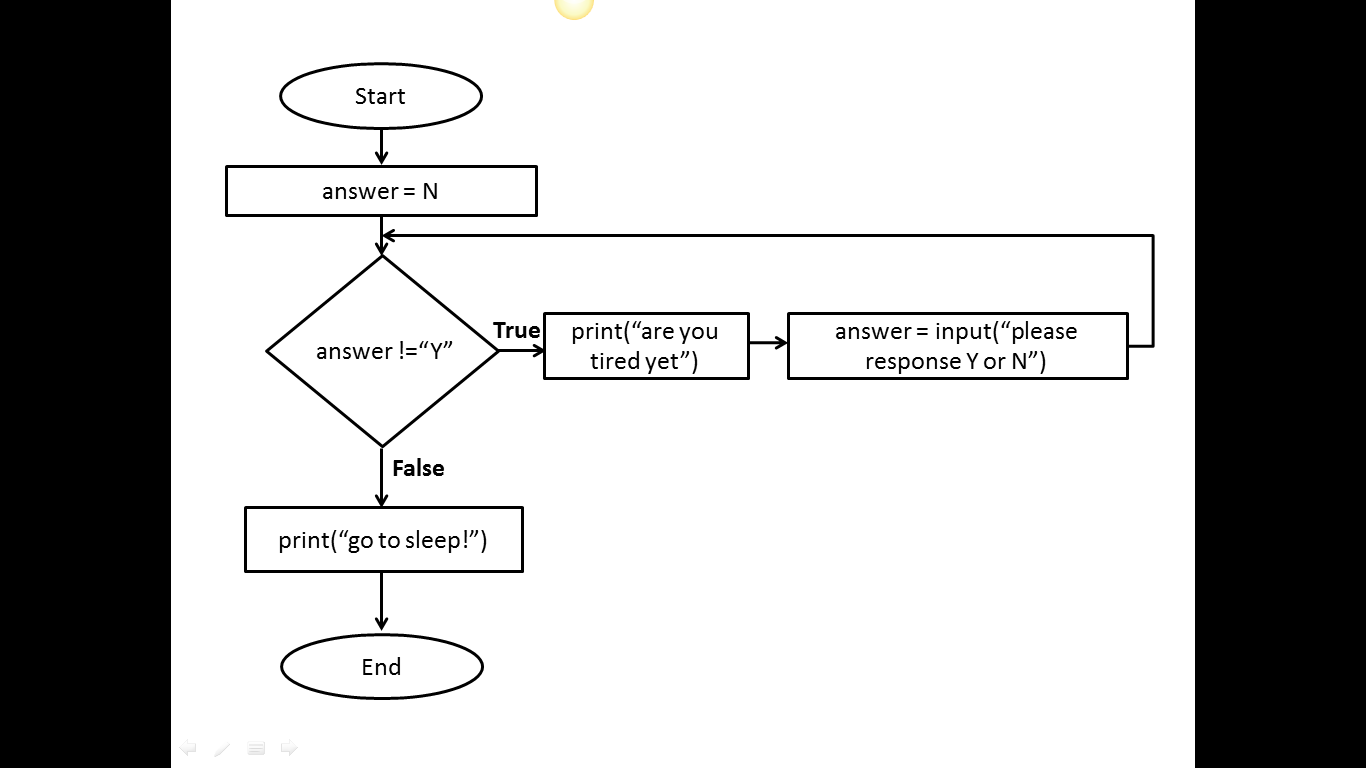 Start
answer = N
answer !=“Y”
True
print(“are you
tired yet”)
answer = input(“please
response Y or N”)
False
print(“go to sleep!”)
End